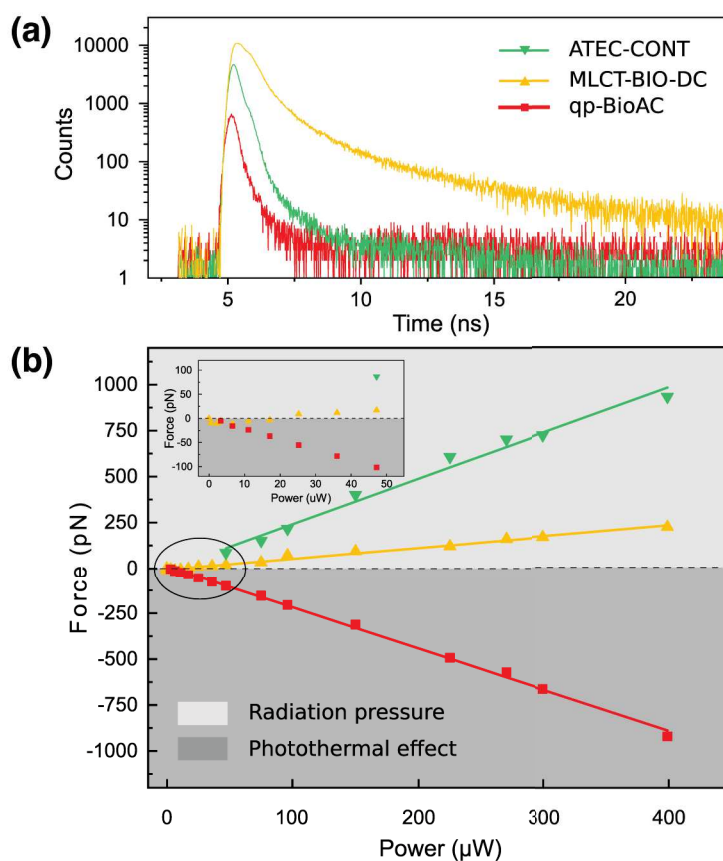 (a)
10000
1000
100
10
1
Counts
5
10
15
20
Time (ns)
ATEC-CONT
MLCT-BIO-DC
qp-BioAC
(b)
1000
750
500
250
0
-250
-500
-750
-1000
Force (pN)
100
50
0
-50
-100
Force (pN)
0
10
20
30
40
50
Power (uW)
Radiation pressure
Photothermal effect
0
100
200
300
400
Power (µW)